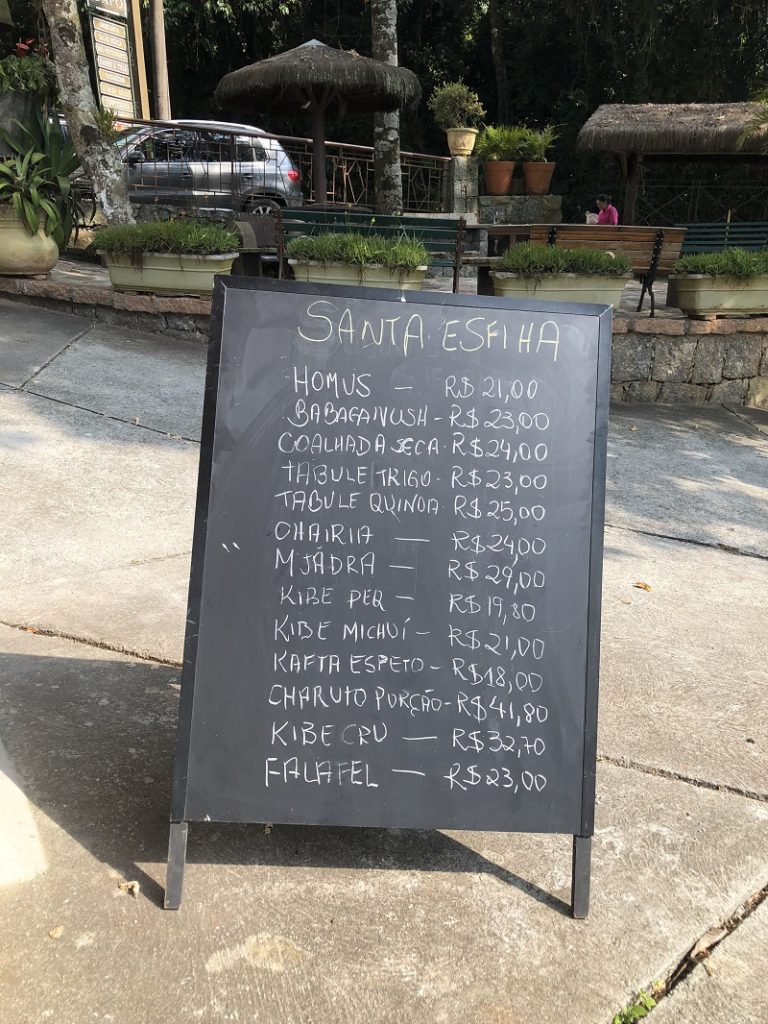 SANTA ESFIHA
HOMUS — R$ 21,00
BABAGANUSH - R$ 23,00
COALHADA SECA - R$ 24,00
TABULE TRIGO - R$ 23,00
TABULE QUINOA - R$ 25,00
CHAIRIA — R$ 24,00
MJÁDRA — R$ 29,00
KIBE PEQ — R$ 19,80
KIBE MICHUÍ — R$ 21,00
KAFTA ESPETO - R$ 18,00
CHARUTO PORÇÃO - R$ 41,80
KIBE CRU — R$ 32,70
FALAFEL — R$ 23,00